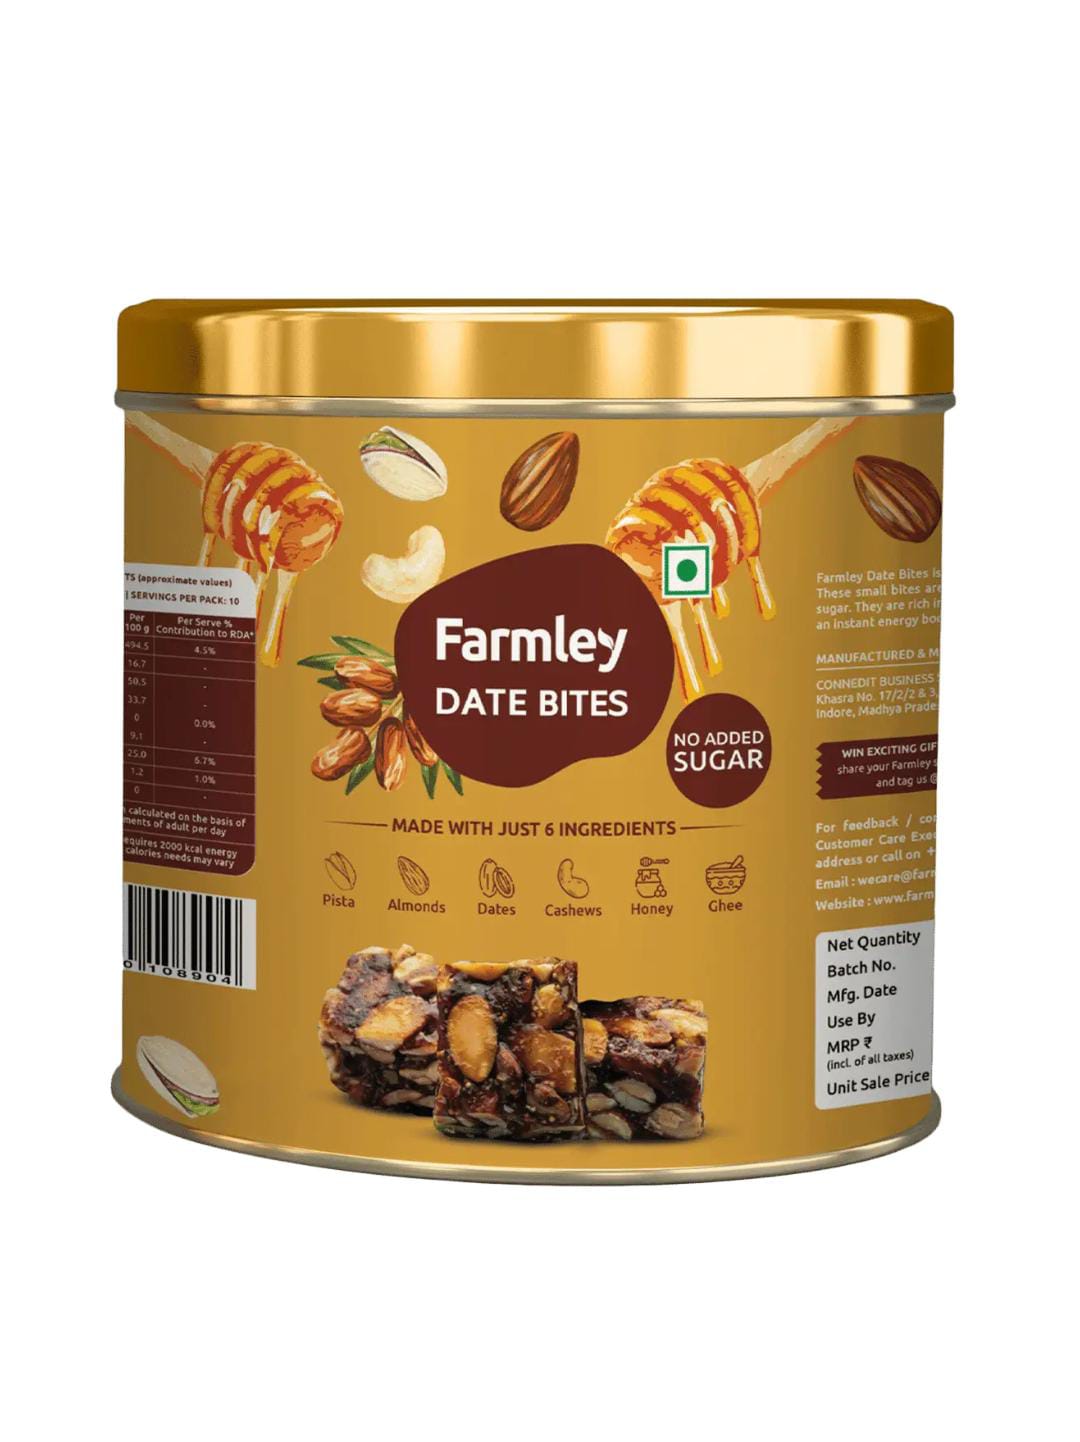 Farmley
DATE BITES
NO ADDED
SUGAR
MADE WITH JUST 6 INGREDIENTS
Pista
Almonds
Dates
Cashews
Honey
Ghee
TS (approximate values)
| SERVINGS PER PACK: 10
Per
100 g
Per Serve %
Contribution to RDA*
494.5 4.5%
16.7 -
50.5 -
33.7 -
0 0.0%
9.1 -
25.0 6.7%
1.2 1.0%
0 -
calculated on the basis of
ments of adult per day
equires 2000 kcal energy
calories needs may vary
0 108904
Farmley Date Bites is
These small bites are
sugar. They are rich in
an instant energy boo
MANUFACTURED & M
CONNEDIT BUSINESS
Khasra No. 17/2/2 & 3,
Indore, Madhya Prade
WIN EXCITING GIF
share your Farmley s
and tag us @
For feedback / co
Customer Care Exe
address or call on +
Email : wecare@farm
Website : www.farm
Net Quantity
Batch No.
Mfg. Date
Use By
MRP ₹
(incl. of all taxes)
Unit Sale Price